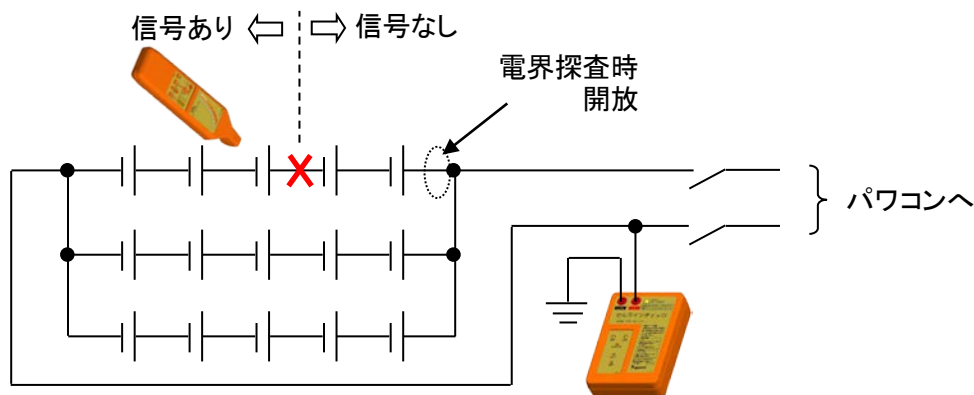 信号あり
信号なし
電界探査時
開放
パワコンへ